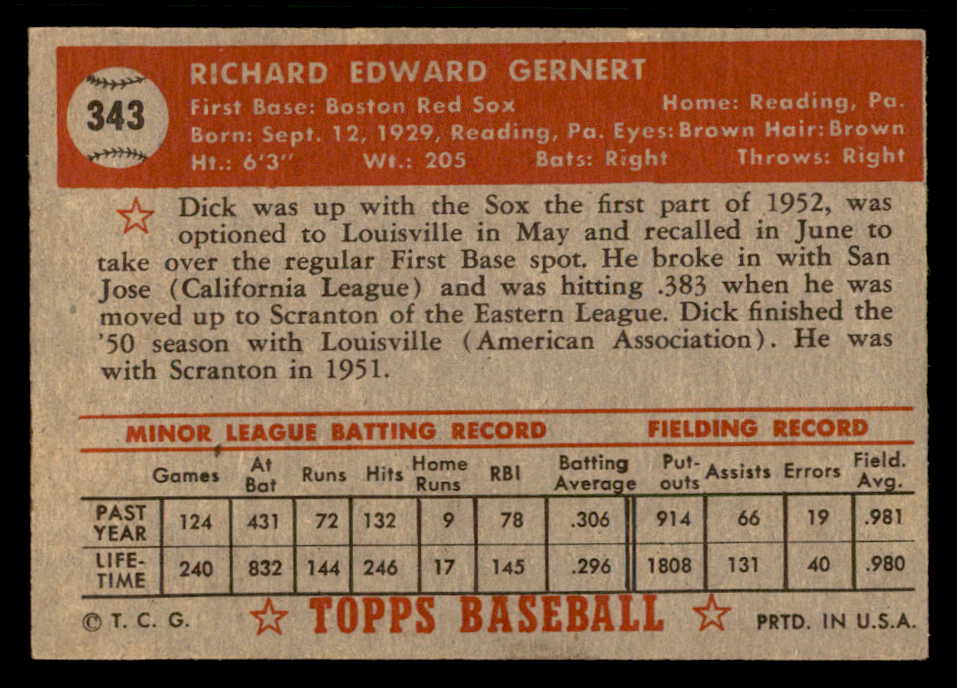 343
RICHARD EDWARD GERNERT
First Base: Boston Red Sox Home: Reading, Pa.
Born: Sept. 12, 1929, Reading, Pa. Eyes: Brown Hair: Brown
Ht.: 6'3" Wt.: 205 Bats: Right Throws: Right
Dick was up with the Sox the first part of 1952, was
optioned to Louisville in May and recalled in June to
take over the regular First Base spot. He broke in with San
Jose (California League) and was hitting .383 when he was
moved up to Scranton of the Eastern League. Dick finished the
'50 season with Louisville (American Association). He was
with Scranton in 1951.
MINOR LEAGUE BATTING RECORD FIELDING RECORD
Games At Bat Runs Hits Home Runs RBI Batting Average Put-outs Assists Errors Field. Avg.
PAST YEAR 124 431 72 132 9 78 .306 914 66 19 .981
LIFE-TIME 240 832 144 246 17 145 .296 1808 131 40 .980
© T. C. G. TOPPS BASEBALL PRTD. IN U.S.A.